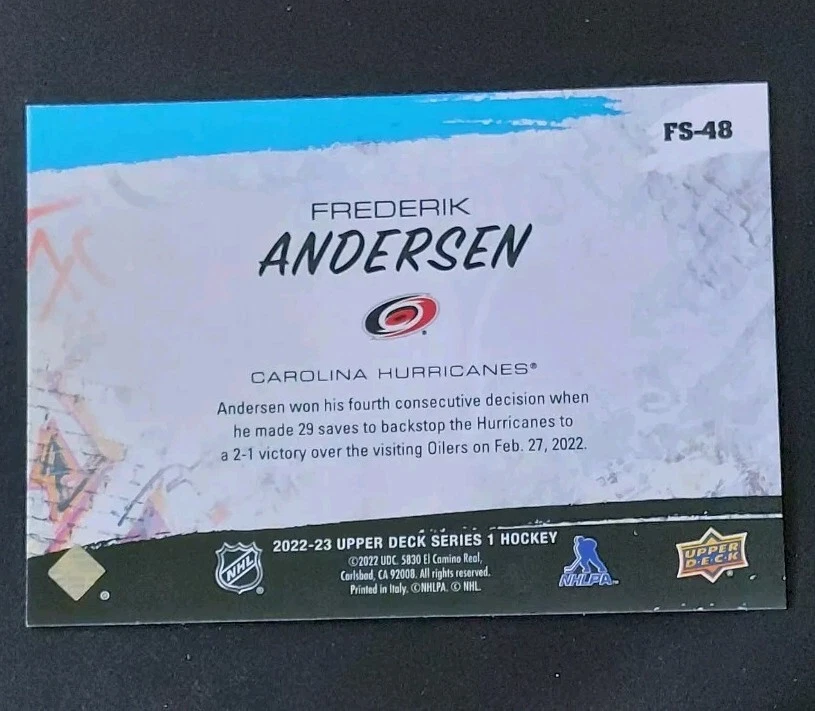 FS-48
FREDERIK
ANDERSEN
CAROLINA HURRICANES®
Andersen won his fourth consecutive decision when
he made 29 saves to backstop the Hurricanes to
a 2-1 victory over the visiting Oilers on Feb. 27, 2022.
2022-23 UPPER DECK SERIES 1 HOCKEY
©2022 UDC. 5830 El Camino Real,
Carlsbad, CA 92008. All rights reserved.
Printed in Italy. ©NHLPA. © NHL.
NHL
®
NHLPA™
UPPER
D·E·C·K
®
®